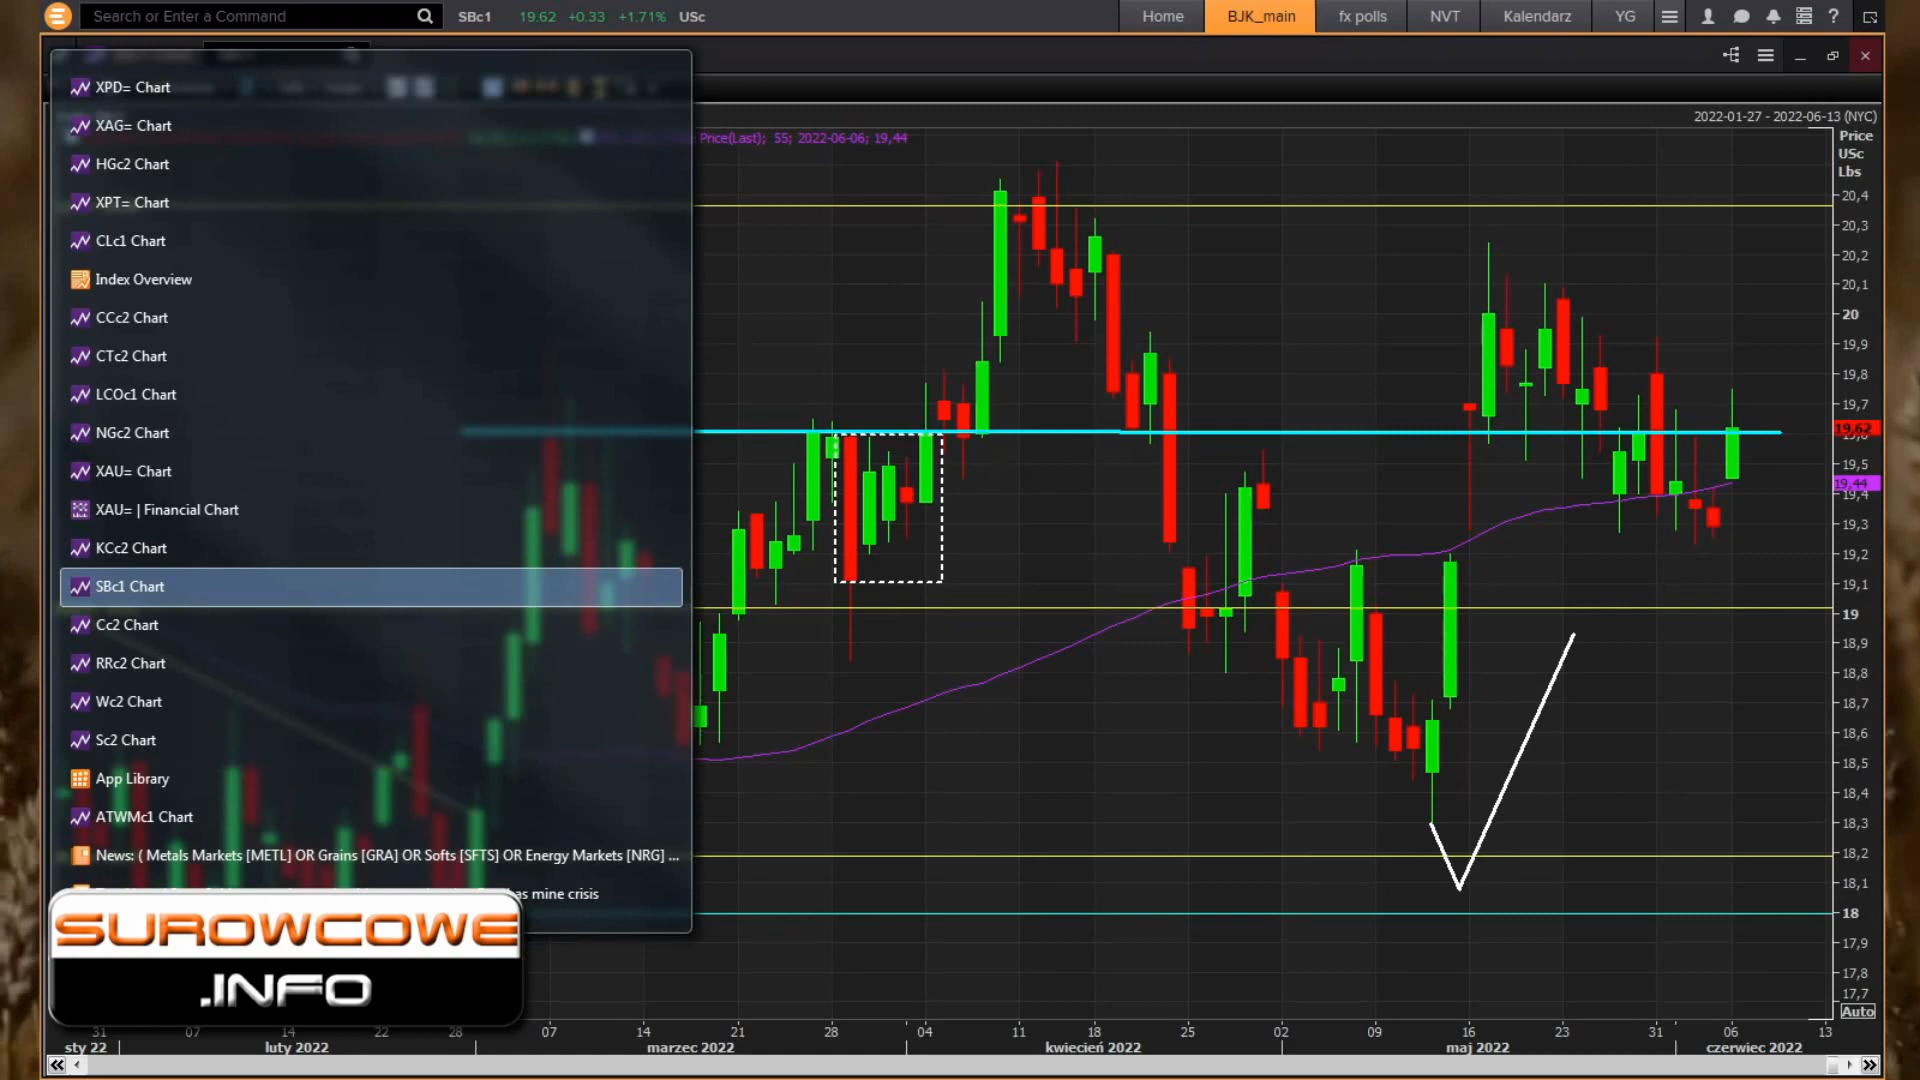 Search or Enter a Command
SBc1 19.62 +0.33 +1.71% USc
Home BJK_main fx polls NVT Kalendarz YG ?
2022-01-27 - 2022-06-13 (NYC)
Price(Last); 55; 2022-06-06; 19,44
Price
USc
Lbs
XPD= Chart
XAG= Chart
HGc2 Chart
XPT= Chart
CLc1 Chart
Index Overview
CCc2 Chart
CTc2 Chart
LCOc1 Chart
NGc2 Chart
XAU= Chart
XAU= | Financial Chart
KCc2 Chart
SBc1 Chart
Cc2 Chart
RRc2 Chart
Wc2 Chart
Sc2 Chart
App Library
ATWMc1 Chart
News: ( Metals Markets [METL] OR Grains [GRA] OR Softs [SFTS] OR Energy Markets [NRG] ...
as mine crisis
SUROWCOWE
.INFO
20,4
20,3
20,2
20,1
20
19,9
19,8
19,7
19,62
19,5
19,44
19,4
19,3
19,2
19,1
19
18,9
18,8
18,7
18,6
18,5
18,4
18,3
18,2
18,1
18
17,9
17,8
17,7
Auto
31 07 14 22 28 07 14 21 28 04 11 18 25 02 09 16 23 31 06 13
sty 22 luty 2022 marzec 2022 kwiecień 2022 maj 2022 czerwiec 2022